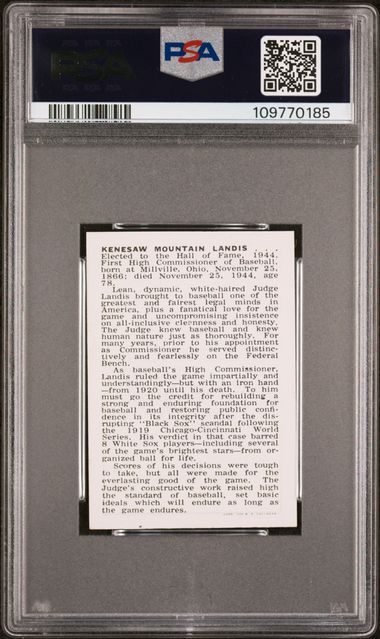 PSA
PSA
109770185
KENESAW MOUNTAIN LANDIS . . .
Elected to the Hall of Fame, 1944.
First High Commissioner of Baseball,
born at Millville, Ohio, November 25,
1866; died November 25, 1944, age
78.
Lean, dynamic, white-haired Judge
Landis brought to baseball one of the
greatest and fairest legal minds in
America, plus a fanatical love for the
game and uncompromising insistence
on all-inclusive cleanness and honesty.
The Judge knew baseball and knew
human nature just as thoroughly. For
many years, prior to his appointment
as Commissioner he served distinc-
tively and fearlessly on the Federal
Bench.
As baseball's High Commissioner,
Landis ruled the game impartially and
understandingly—but with an iron hand
—from 1920 until his death. To him
must go the credit for rebuilding a
strong and enduring foundation for
baseball and restoring public confi-
dence in its integrity after the dis-
rupting "Black Sox" scandal following
the 1919 Chicago-Cincinnati World
Series. His verdict in that case barred
8 White Sox players—including several
of the game's brightest stars—from or-
ganized ball for life.
Scores of his decisions were tough
to take, but all were made for the
everlasting good of the game. The
Judge's constructive work raised high
the standard of baseball, set basic
ideals which will endure as long as
the game endures.